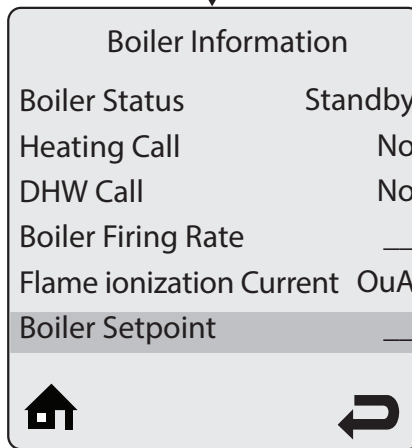 Boiler Information
Boiler Status Standby
Heating Call No
DHW Call No
Boiler Firing Rate __
Flame ionization Current OuA
Boiler Setpoint __